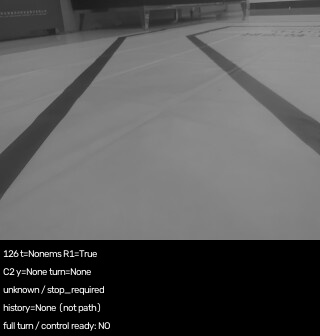 126 t=Nonems R1=True
C2 y=None turn=None
unknown / stop_required
history=None (not path)
full turn / control ready: NO